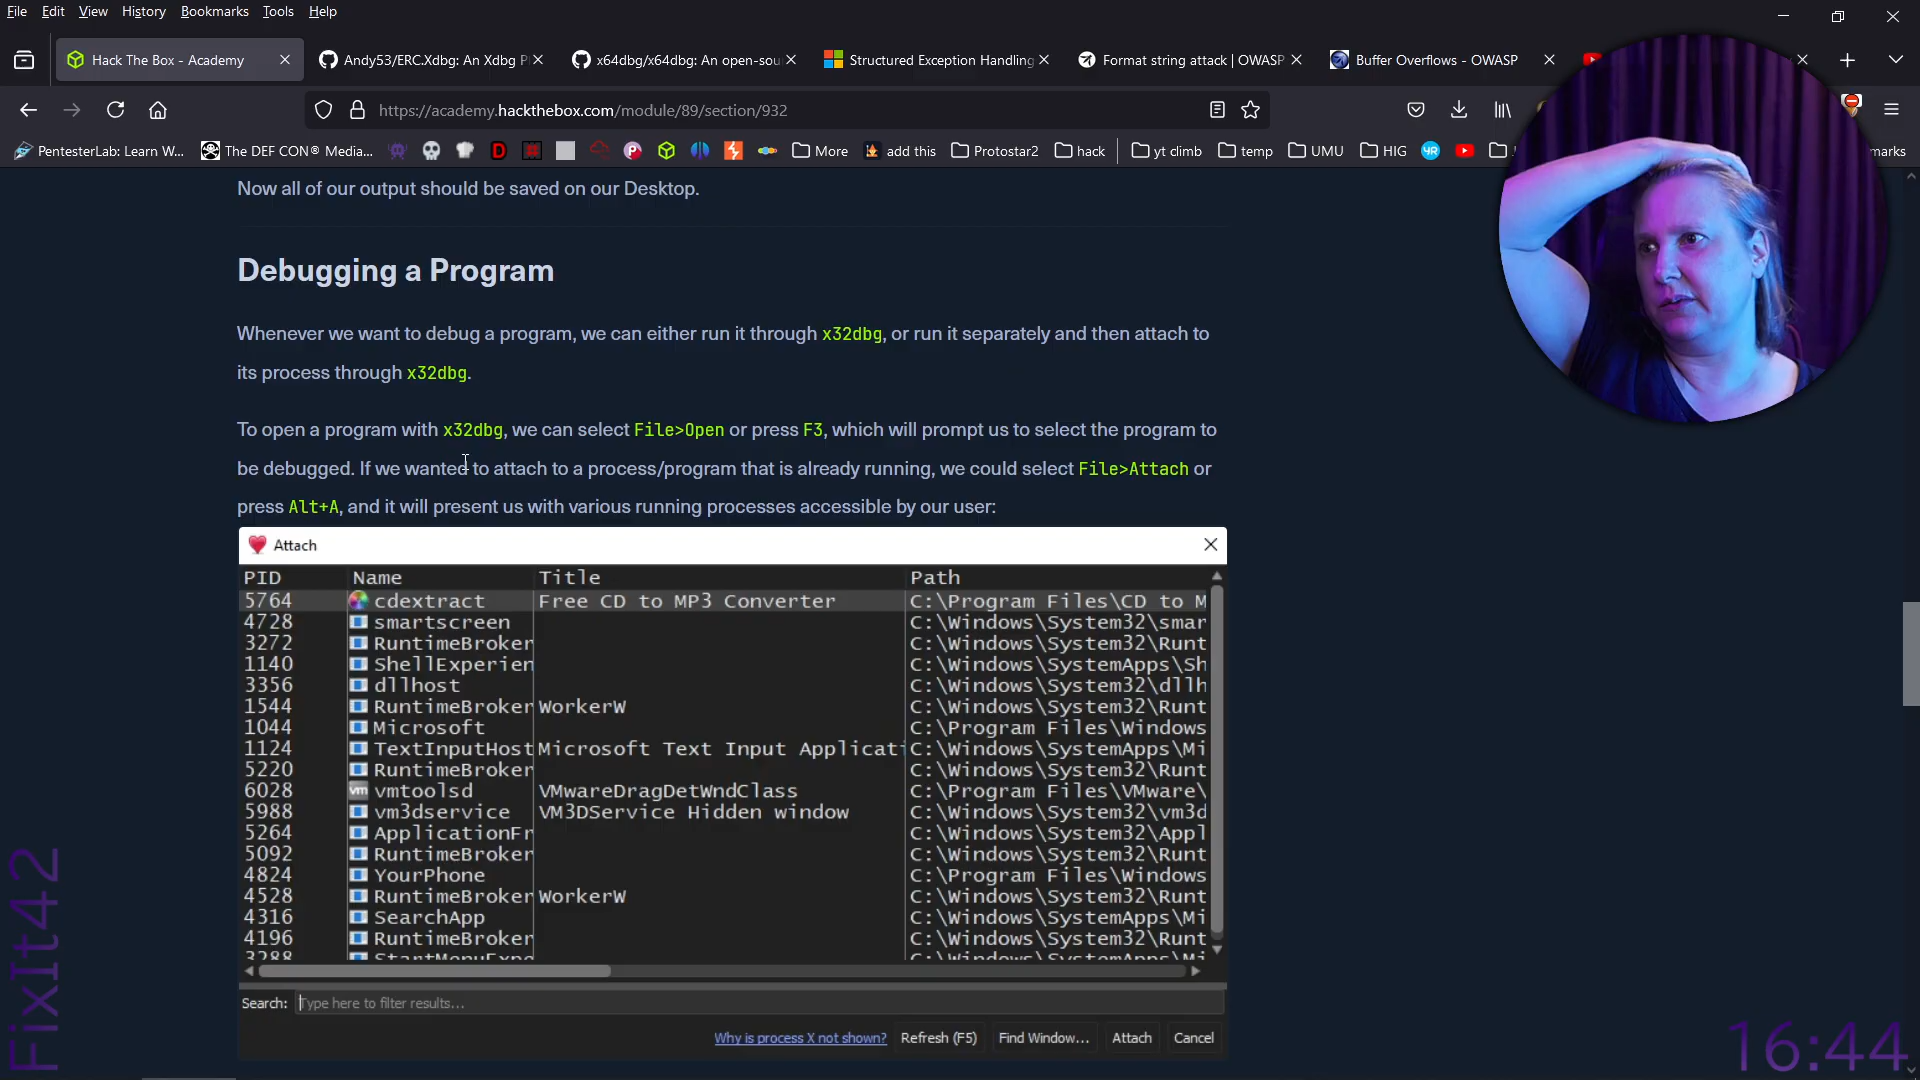 File Edit View History Bookmarks Tools Help
Hack The Box - Academy
Andy53/ERC.Xdbg: An Xdbg P
x64dbg/x64dbg: An open-sou
Structured Exception Handling
Format string attack | OWASP
Buffer Overflows - OWASP
https://academy.hackthebox.com/module/89/section/932
PentesterLab: Learn W... The DEF CON® Media... More add this Protostar2 hack yt climb temp UMU HIG
Now all of our output should be saved on our Desktop.
Debugging a Program
Whenever we want to debug a program, we can either run it through x32dbg, or run it separately and then attach to
its process through x32dbg.
To open a program with x32dbg, we can select File>Open or press F3, which will prompt us to select the program to
be debugged. If we wanted to attach to a process/program that is already running, we could select File>Attach or
press Alt+A, and it will present us with various running processes accessible by our user:
Attach
PID Name Title Path
5764 cdextract Free CD to MP3 Converter C:\Program Files\CD to M
4728 smartscreen C:\Windows\System32\smar
3272 RuntimeBroker C:\Windows\System32\Runt
1140 ShellExperien C:\Windows\SystemApps\Sh
3356 dllhost C:\Windows\System32\dllh
1544 RuntimeBroker WorkerW C:\Windows\System32\Runt
1044 Microsoft C:\Program Files\Windows
1124 TextInputHost Microsoft Text Input Applicati C:\Windows\SystemApps\Mi
5220 RuntimeBroker C:\Windows\System32\Runt
6028 vmtoolsd VMwareDragDetWndClass C:\Program Files\VMware\
5988 vm3dservice VM3DService Hidden window C:\Windows\System32\vm3d
5264 ApplicationFr C:\Windows\System32\Appl
5092 RuntimeBroker C:\Windows\System32\Runt
4824 YourPhone C:\Program Files\Windows
4528 RuntimeBroker WorkerW C:\Windows\System32\Runt
4316 SearchApp C:\Windows\SystemApps\Mi
4196 RuntimeBroker C:\Windows\System32\Runt
3288 StartMenuExpe C:\Windows\SystemApps\Mi
Search: Type here to filter results...
Why is process X not shown? Refresh (F5) Find Window... Attach Cancel
FixIt42
16:44